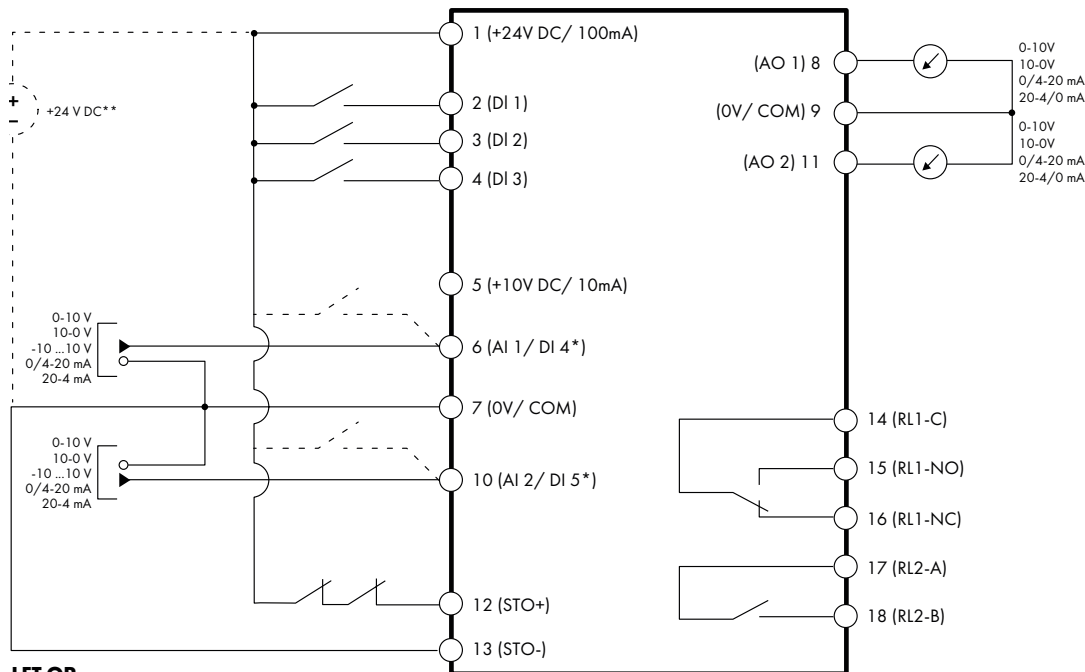 1 (+24V DC/ 100mA)
+
−
+24 V DC**
2 (DI 1)
3 (DI 2)
4 (DI 3)
5 (+10V DC/ 10mA)
0-10 V
10-0 V
-10 ...10 V
0/4-20 mA
20-4 mA
6 (AI 1/ DI 4*)
7 (0V/ COM)
0-10 V
10-0 V
-10 ...10 V
0/4-20 mA
20-4 mA
10 (AI 2/ DI 5*)
12 (STO+)
13 (STO-)
(AO 1) 8
0-10V
10-0V
0/4-20 mA
20-4/0 mA
(0V/ COM) 9
(AO 2) 11
0-10V
10-0V
0/4-20 mA
20-4/0 mA
14 (RL1-C)
15 (RL1-NO)
16 (RL1-NC)
17 (RL2-A)
18 (RL2-B)
LET OP